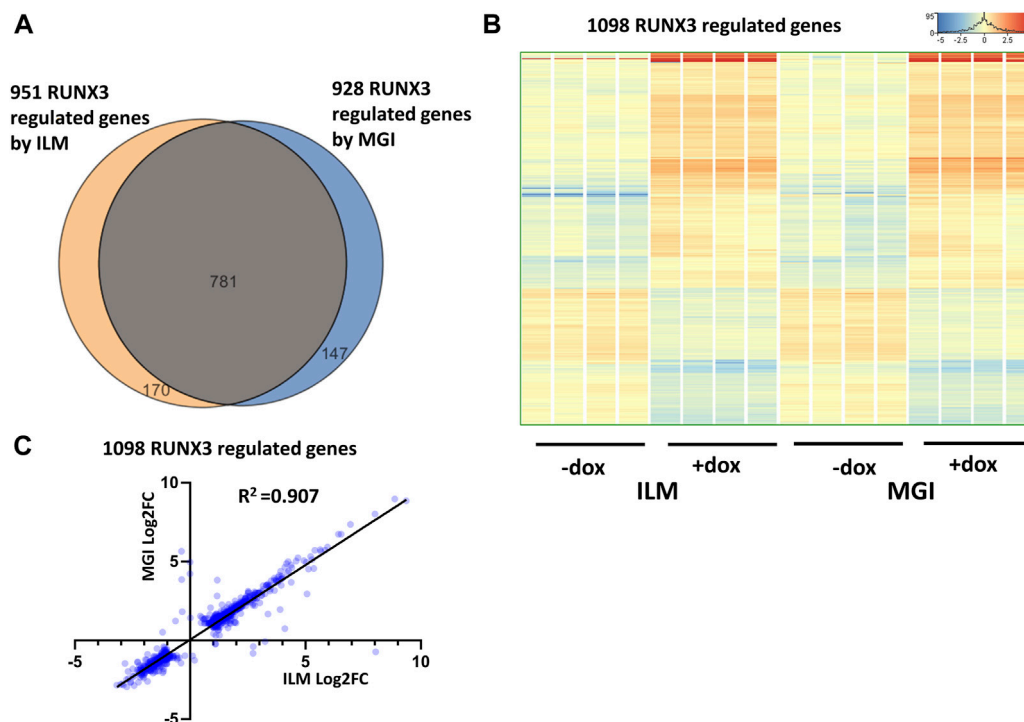 A
951 RUNX3
regulated genes
by ILM
928 RUNX3
regulated genes
by MGI
781
147
170
B
1098 RUNX3 regulated genes
95
0
-5 -2.5 0 2.5
-dox +dox -dox +dox
ILM MGI
C
1098 RUNX3 regulated genes
R² =0.907
MGI Log2FC
10
5
-5 5 10
ILM Log2FC
-5